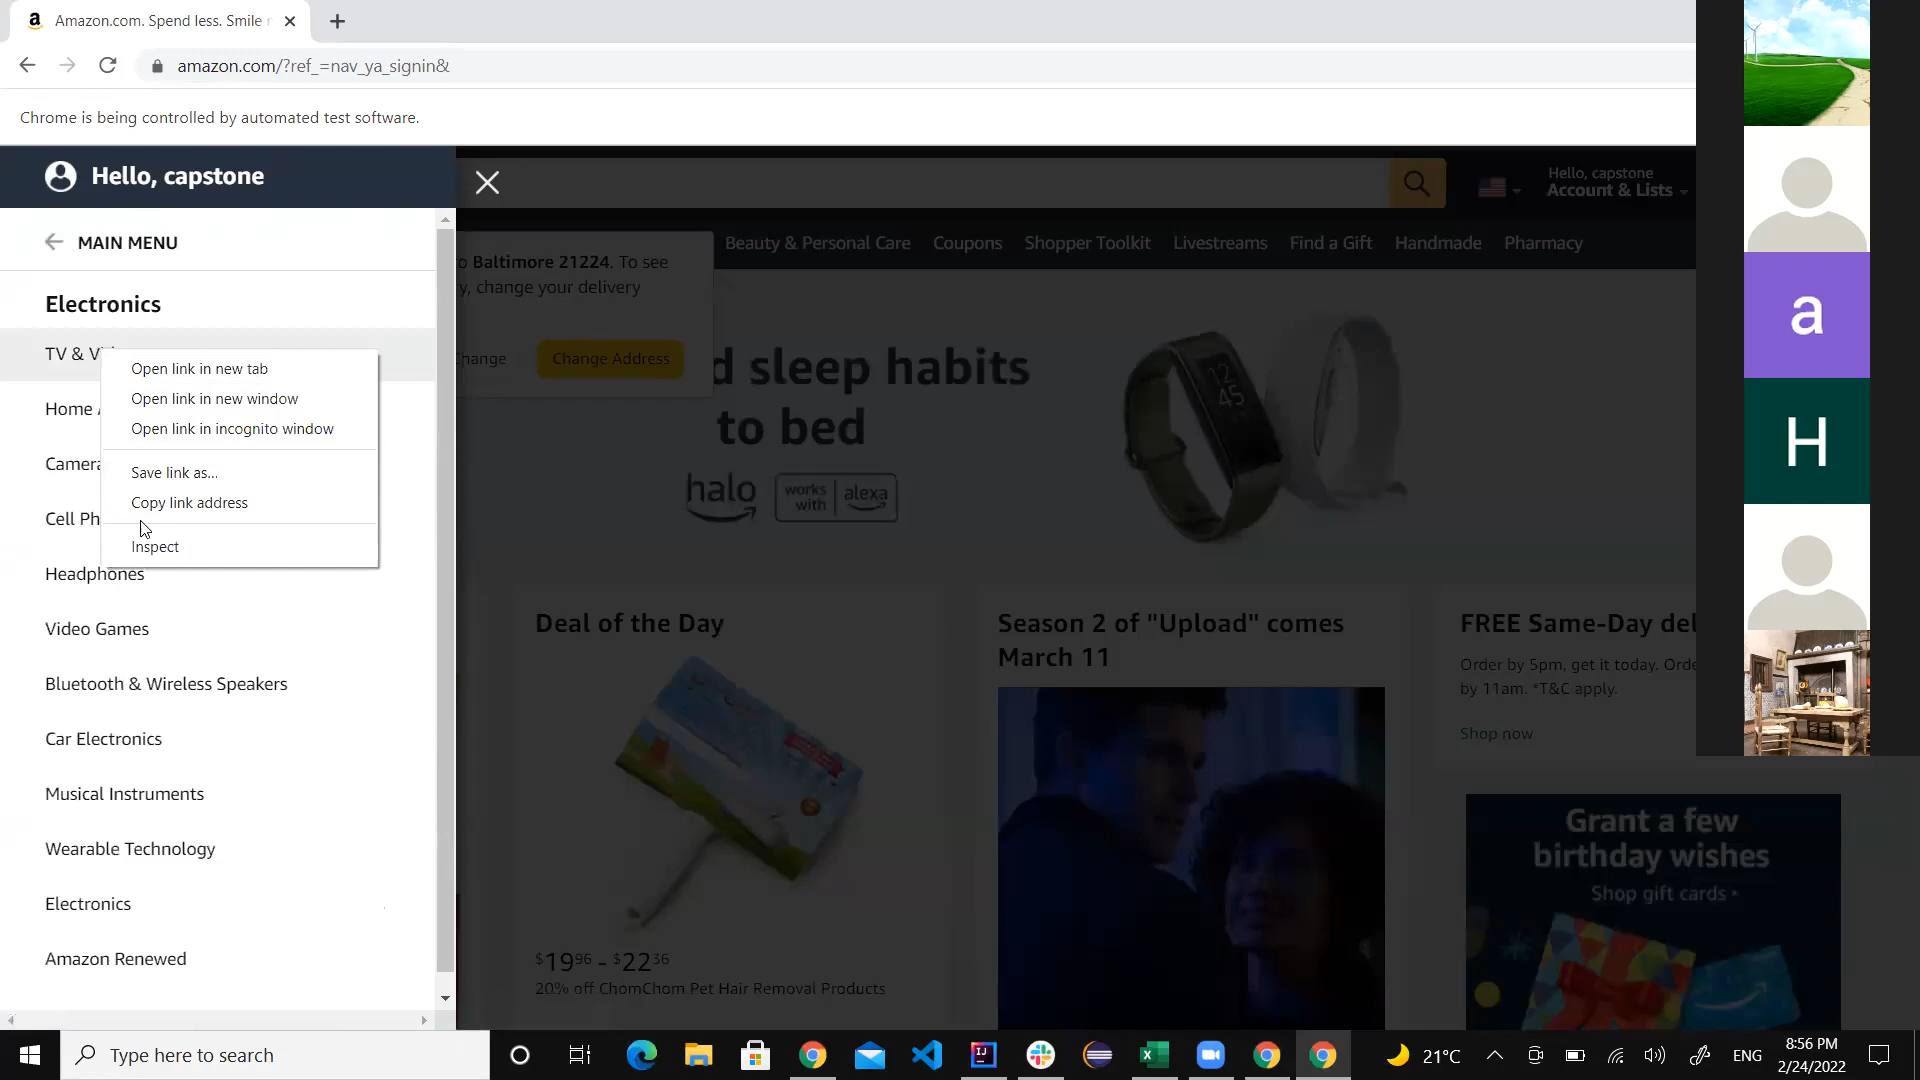 Amazon.com. Spend less. Smile
amazon.com/?ref_=nav_ya_signin&
Chrome is being controlled by automated test software.
Hello, capstone
Hello, capstone
Account & Lists
MAIN MENU
Beauty & Personal Care Coupons Shopper Toolkit Livestreams Find a Gift Handmade Pharmacy
o Baltimore 21224. To see
y, change your delivery
Change Address
Electronics
TV & Vi
Home
Camera
Cell Ph
Headphones
Video Games
Bluetooth & Wireless Speakers
Car Electronics
Musical Instruments
Wearable Technology
Electronics
Amazon Renewed
Open link in new tab
Open link in new window
Open link in incognito window
Save link as...
Copy link address
Inspect
d sleep habits
to bed
halo
works with alexa
12
45
Deal of the Day
$19⁹⁶ - $22³⁶
20% off ChomChom Pet Hair Removal Products
Season 2 of "Upload" comes
March 11
FREE Same-Day del
Order by 5pm, get it today. Orde
by 11am. *T&C apply.
Shop now
Grant a few
birthday wishes
Shop gift cards
a
H
Type here to search
21°C
ENG
8:56 PM
2/24/2022